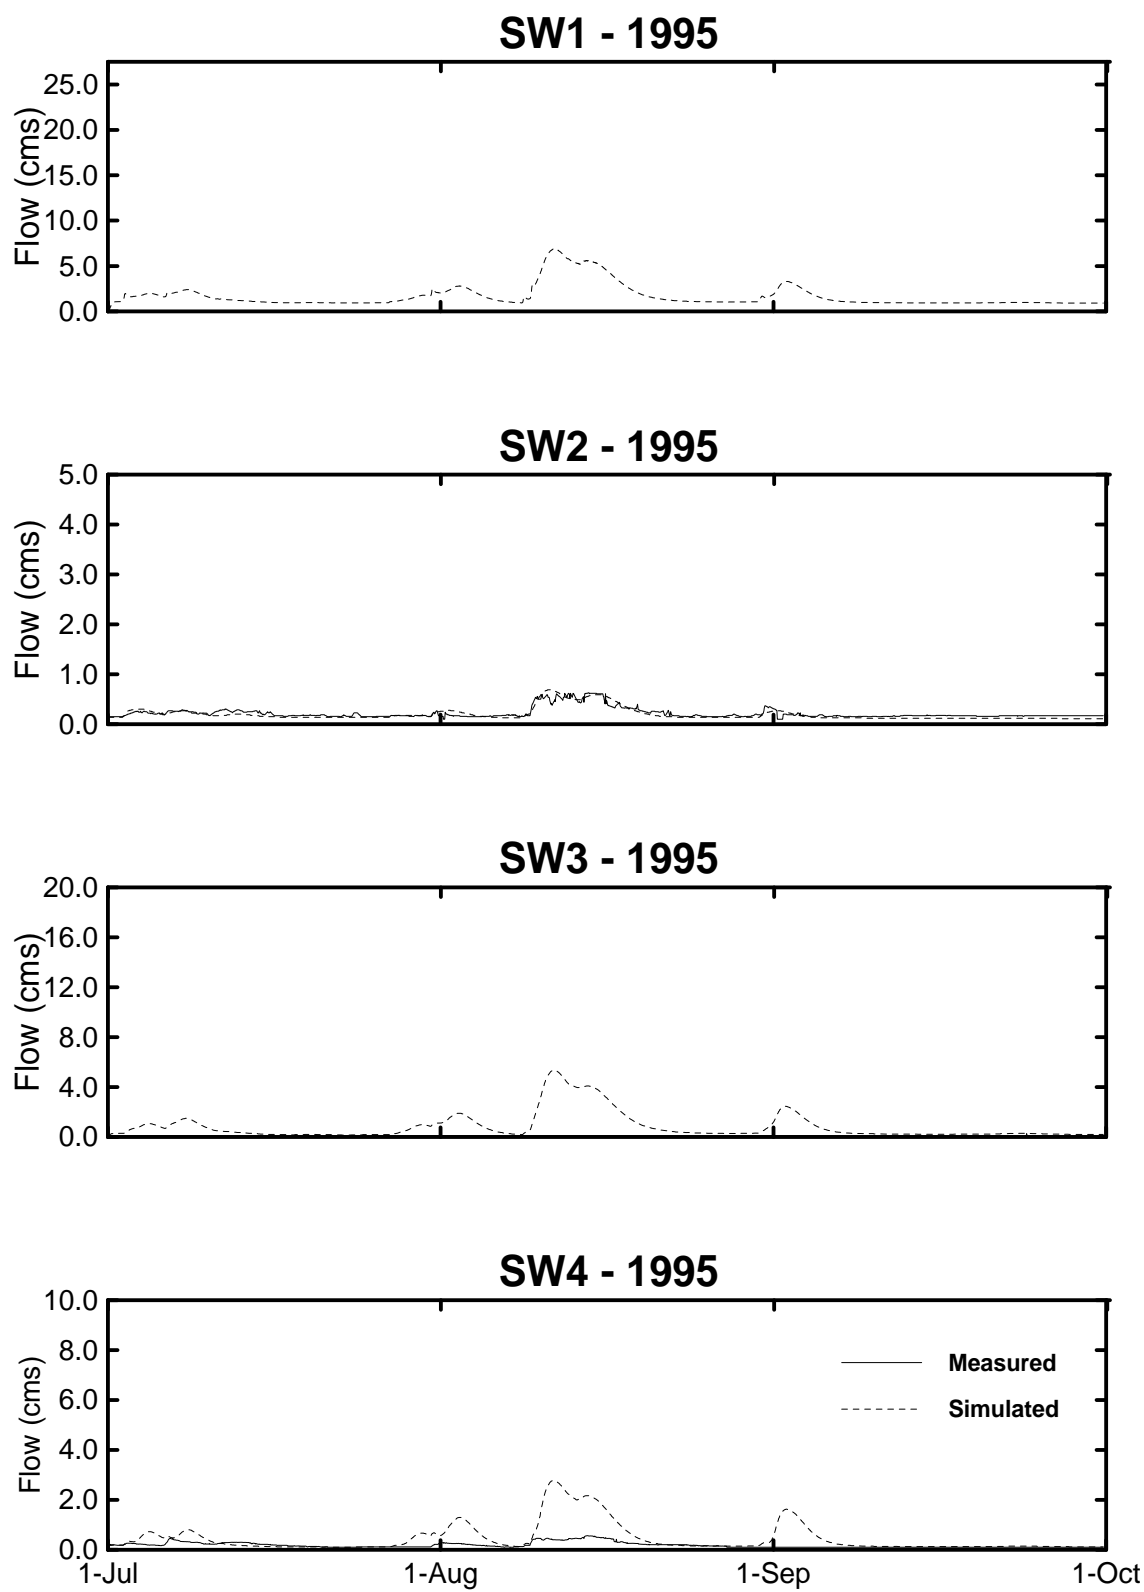 SW1 - 1995
Flow (cms)
25.0
20.0
15.0
10.0
5.0
0.0
SW2 - 1995
Flow (cms)
5.0
4.0
3.0
2.0
1.0
0.0
SW3 - 1995
Flow (cms)
20.0
16.0
12.0
8.0
4.0
0.0
SW4 - 1995
Flow (cms)
10.0
8.0
6.0
4.0
2.0
0.0
Measured
Simulated
1-Jul 1-Aug 1-Sep 1-Oct